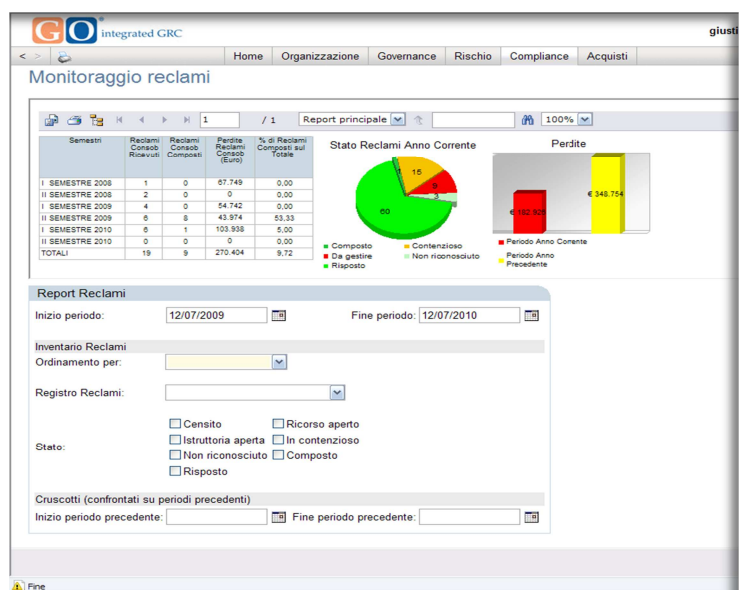 GO integrated GRC
giusti
< > Home Organizzazione Governance Rischio Compliance Acquisti
Monitoraggio reclami
1 / 1 Report principale 100%
Semestri Reclami Consob Ricevuti Reclami Consob Composti Perdite Reclami Consob (Euro) % di Reclami Composti sul Totale
I SEMESTRE 2008 1 0 67.749 0,00
II SEMESTRE 2008 2 0 0 0,00
I SEMESTRE 2009 4 0 54.742 0,00
II SEMESTRE 2009 6 8 43.974 53,33
I SEMESTRE 2010 6 1 103.938 5,00
II SEMESTRE 2010 0 0 0 0,00
TOTALI 19 9 270.404 9,72
Stato Reclami Anno Corrente
1 15
9
3
60
Composto Contenzioso
Da gestire Non riconosciuto
Risposto
Perdite
€ 348.754
Periodo Anno Corrente
Periodo Anno Precedente
Report Reclami
Inizio periodo: 12/07/2009 Fine periodo: 12/07/2010
Inventario Reclami
Ordinamento per:
Registro Reclami:
Stato:
Censito Ricorso aperto
Istruttoria aperta In contenzioso
Non riconosciuto Composto
Risposto
Cruscotti (confrontati su periodi precedenti)
Inizio periodo precedente: Fine periodo precedente:
Fine